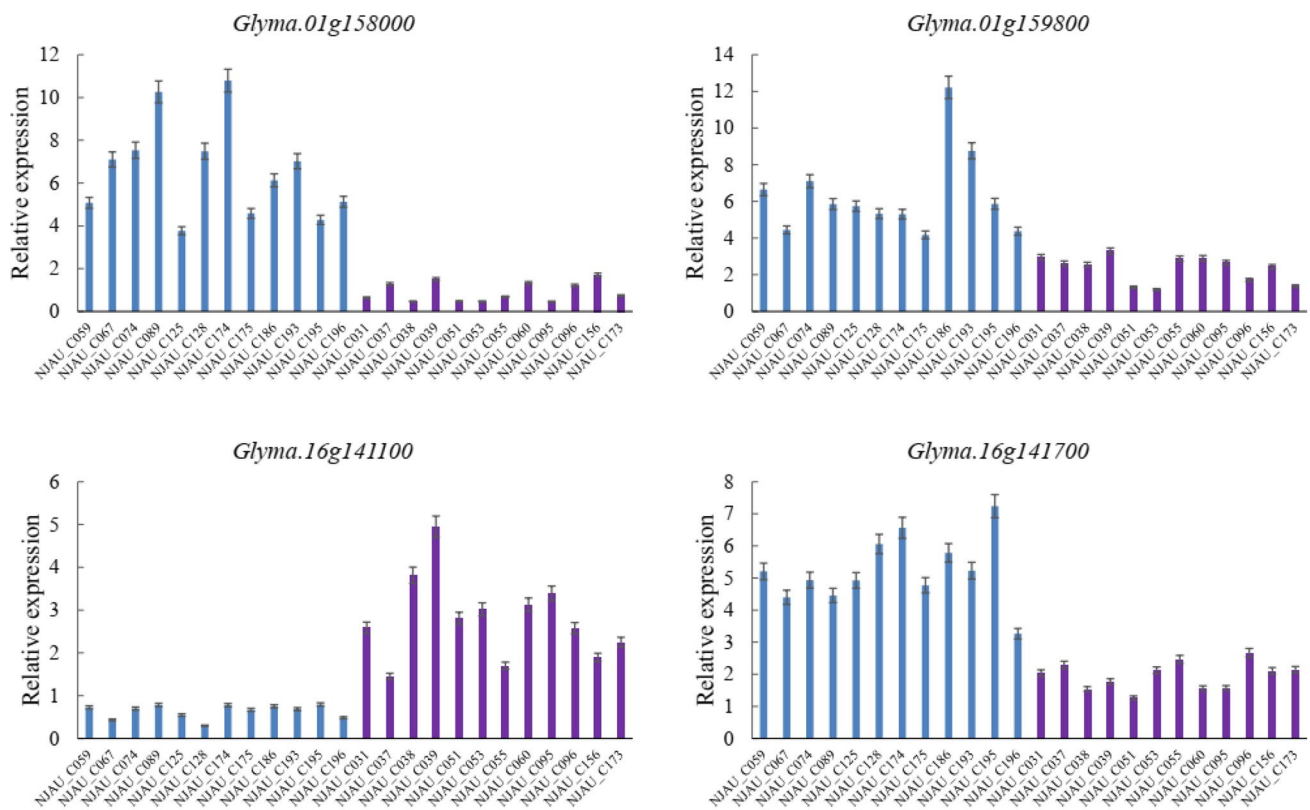 Glyma.01g158000
Relative expression
12
10
8
6
4
2
0
NJAU_C059
NJAU_C067
NJAU_C074
NJAU_C089
NJAU_C125
NJAU_C128
NJAU_C174
NJAU_C175
NJAU_C186
NJAU_C193
NJAU_C195
NJAU_C196
NJAU_C031
NJAU_C037
NJAU_C038
NJAU_C039
NJAU_C051
NJAU_C053
NJAU_C055
NJAU_C060
NJAU_C095
NJAU_C096
NJAU_C156
NJAU_C173
Glyma.01g159800
Relative expression
14
12
10
8
6
4
2
0
NJAU_C059
NJAU_C067
NJAU_C074
NJAU_C089
NJAU_C125
NJAU_C128
NJAU_C174
NJAU_C175
NJAU_C186
NJAU_C193
NJAU_C195
NJAU_C196
NJAU_C031
NJAU_C037
NJAU_C038
NJAU_C039
NJAU_C051
NJAU_C053
NJAU_C055
NJAU_C060
NJAU_C095
NJAU_C096
NJAU_C156
NJAU_C173
Glyma.16g141100
Relative expression
6
5
4
3
2
1
0
NJAU_C059
NJAU_C067
NJAU_C074
NJAU_C089
NJAU_C125
NJAU_C128
NJAU_C174
NJAU_C175
NJAU_C186
NJAU_C193
NJAU_C195
NJAU_C196
NJAU_C031
NJAU_C037
NJAU_C038
NJAU_C039
NJAU_C051
NJAU_C053
NJAU_C055
NJAU_C060
NJAU_C095
NJAU_C096
NJAU_C156
NJAU_C173
Glyma.16g141700
Relative expression
8
7
6
5
4
3
2
1
0
NJAU_C059
NJAU_C067
NJAU_C074
NJAU_C089
NJAU_C125
NJAU_C128
NJAU_C174
NJAU_C175
NJAU_C186
NJAU_C193
NJAU_C195
NJAU_C196
NJAU_C031
NJAU_C037
NJAU_C038
NJAU_C039
NJAU_C051
NJAU_C053
NJAU_C055
NJAU_C060
NJAU_C095
NJAU_C096
NJAU_C156
NJAU_C173